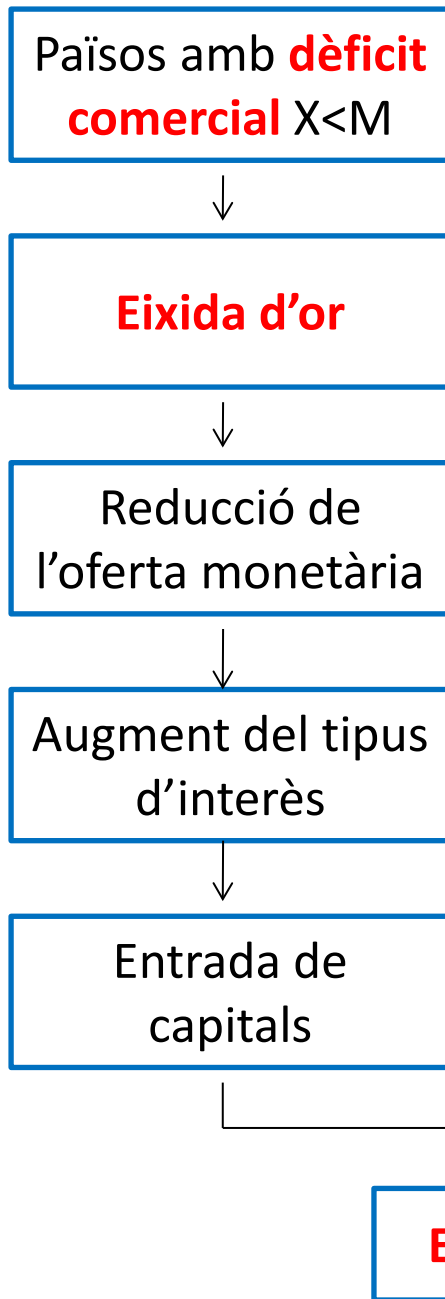 Països amb dèficit
comercial X<M
Eixida d’or
Reducció de
l’oferta monetària
Augment del tipus
d’interès
Entrada de
capitals